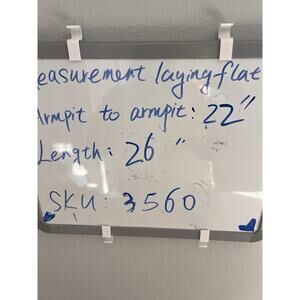 easurement laying flat
Armpit to armpit: 22"
Length: 26 "
SKU: 3560